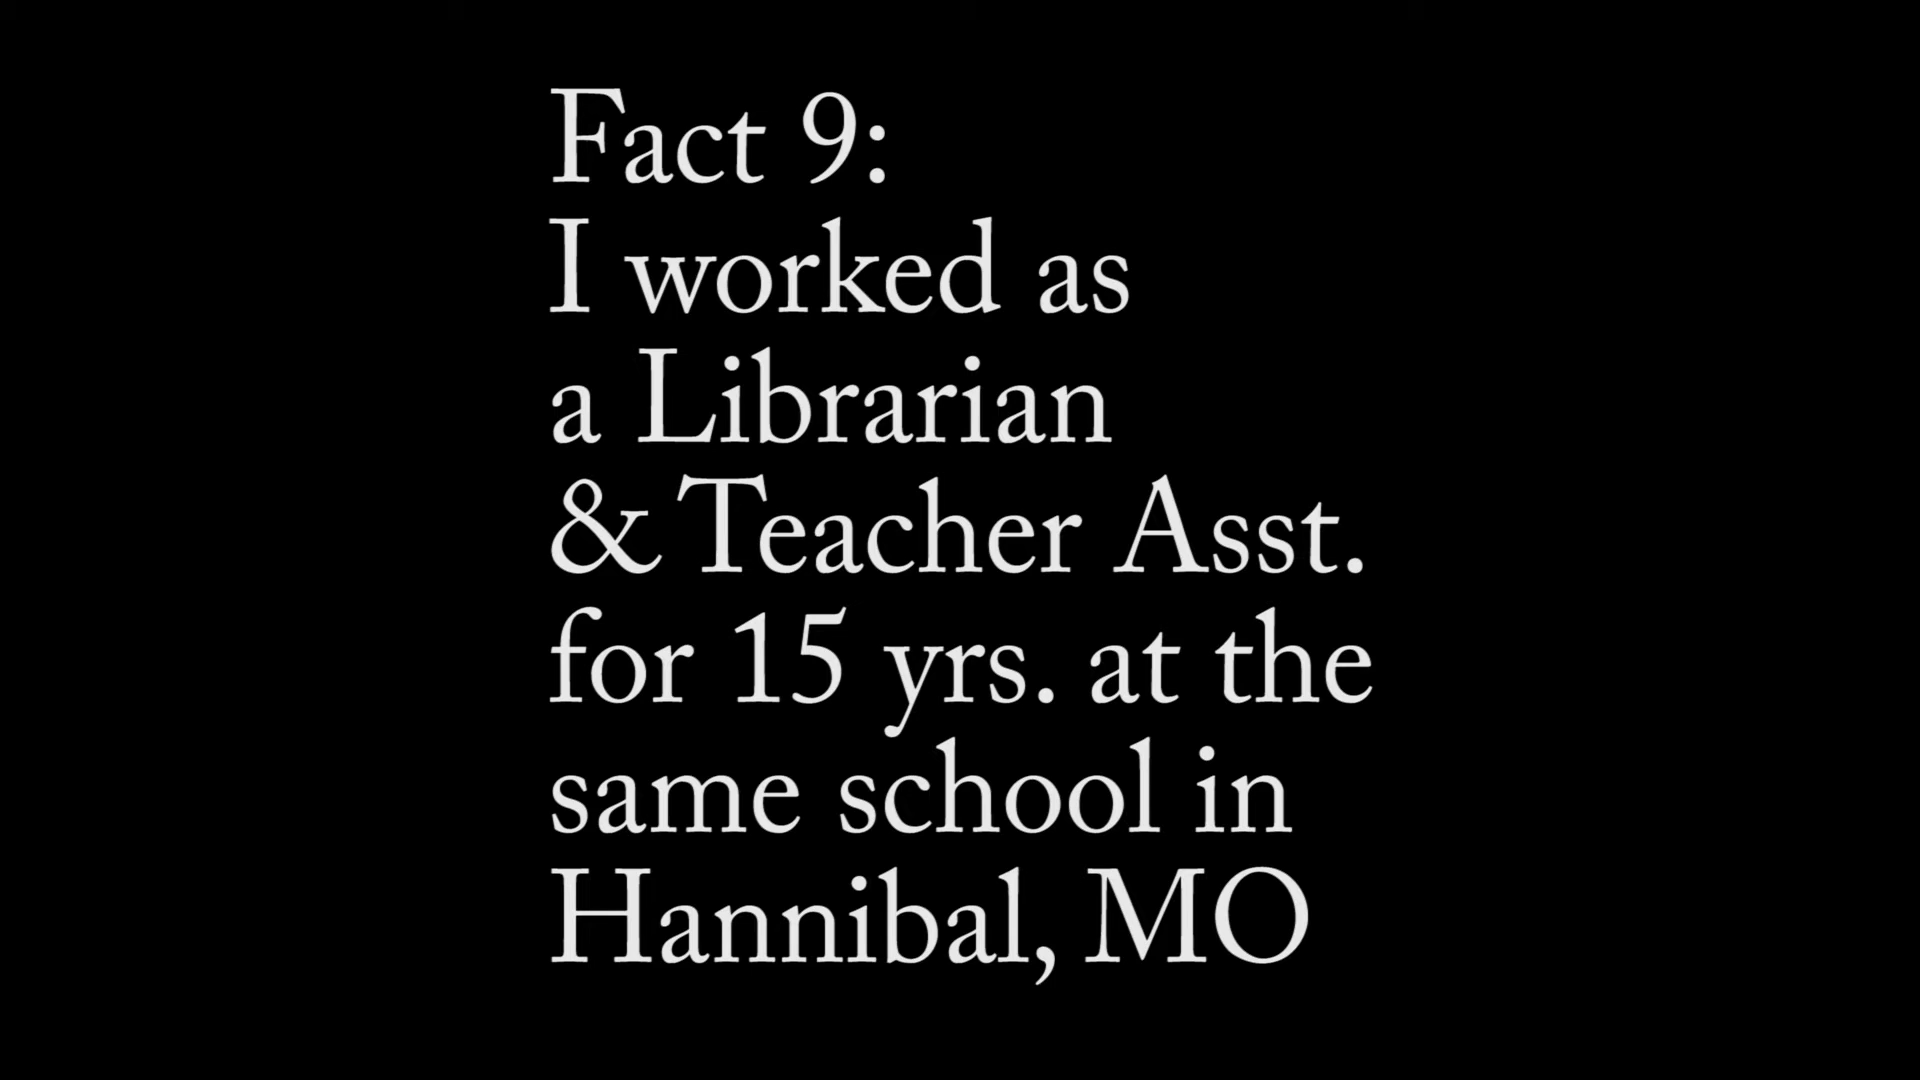 Fact 9:
I worked as
a Librarian
& Teacher Asst.
for 15 yrs. at the
same school in
Hannibal, MO